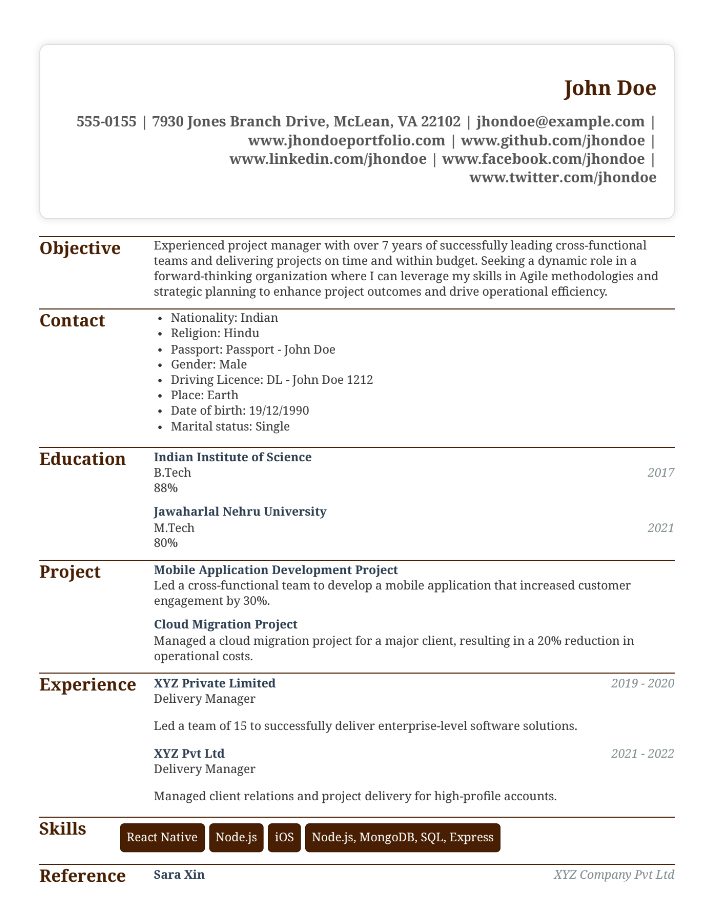 John Doe
555-0155 | 7930 Jones Branch Drive, McLean, VA 22102 | jhondoe@example.com |
www.jhondoeportfolio.com | www.github.com/jhondoe |
www.linkedin.com/jhondoe | www.facebook.com/jhondoe |
www.twitter.com/jhondoe
Objective
Experienced project manager with over 7 years of successfully leading cross-functional
teams and delivering projects on time and within budget. Seeking a dynamic role in a
forward-thinking organization where I can leverage my skills in Agile methodologies and
strategic planning to enhance project outcomes and drive operational efficiency.
Contact
• Nationality: Indian
• Religion: Hindu
• Passport: Passport - John Doe
• Gender: Male
• Driving Licence: DL - John Doe 1212
• Place: Earth
• Date of birth: 19/12/1990
• Marital status: Single
Education
Indian Institute of Science
B.Tech 2017
88%
Jawaharlal Nehru University
M.Tech 2021
80%
Project
Mobile Application Development Project
Led a cross-functional team to develop a mobile application that increased customer
engagement by 30%.
Cloud Migration Project
Managed a cloud migration project for a major client, resulting in a 20% reduction in
operational costs.
Experience
XYZ Private Limited 2019 - 2020
Delivery Manager
Led a team of 15 to successfully deliver enterprise-level software solutions.
XYZ Pvt Ltd 2021 - 2022
Delivery Manager
Managed client relations and project delivery for high-profile accounts.
Skills
React Native Node.js iOS Node.js, MongoDB, SQL, Express
Reference
Sara Xin XYZ Company Pvt Ltd